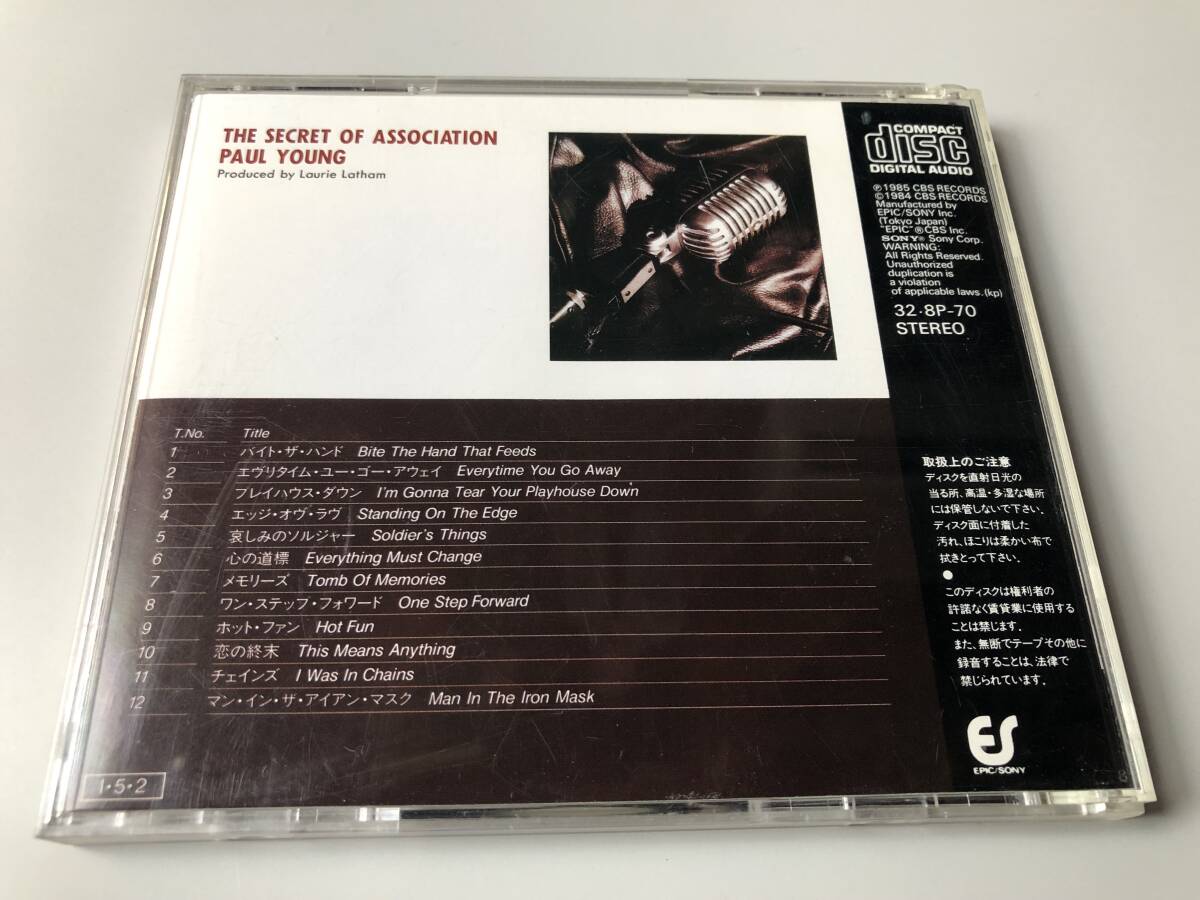 THE SECRET OF ASSOCIATION
PAUL YOUNG
Produced by Laurie Latham
COMPACT
disc
DIGITAL AUDIO
℗1985 CBS RECORDS
©1984 CBS RECORDS
Manufactured by
EPIC/SONY Inc.
(Tokyo Japan)
"EPIC"® CBS Inc.
SONY® Sony Corp.
WARNING:
All Rights Reserved.
Unauthorized
duplication is
a violation
of applicable laws.(kp)
32・8P-70
STEREO
T.No. Title
1 バイト・ザ・ハンド Bite The Hand That Feeds
2 エヴリタイム・ユー・ゴー・アウェイ Everytime You Go Away
3 プレイハウス・ダウン I'm Gonna Tear Your Playhouse Down
4 エッジ・オヴ・ラヴ Standing On The Edge
5 哀しみのソルジャー Soldier's Things
6 心の道標 Everything Must Change
7 メモリーズ Tomb Of Memories
8 ワン・ステップ・フォワード One Step Forward
9 ホット・ファン Hot Fun
10 恋の終末 This Means Anything
11 チェインズ I Was In Chains
12 マン・イン・ザ・アイアン・マスク Man In The Iron Mask
1・5・2
取扱上のご注意
ディスクを直射日光の
当る所、高温・多湿な場所
には保管しないで下さい。
ディスク面に付着した
汚れ、ほこりは柔かい布で
拭きとって下さい。
●
このディスクは権利者の
許諾なく賃貸業に使用する
ことは禁じます。
また、無断でテープその他に
録音することは、法律で
禁じられています。
ES
EPIC/SONY
8